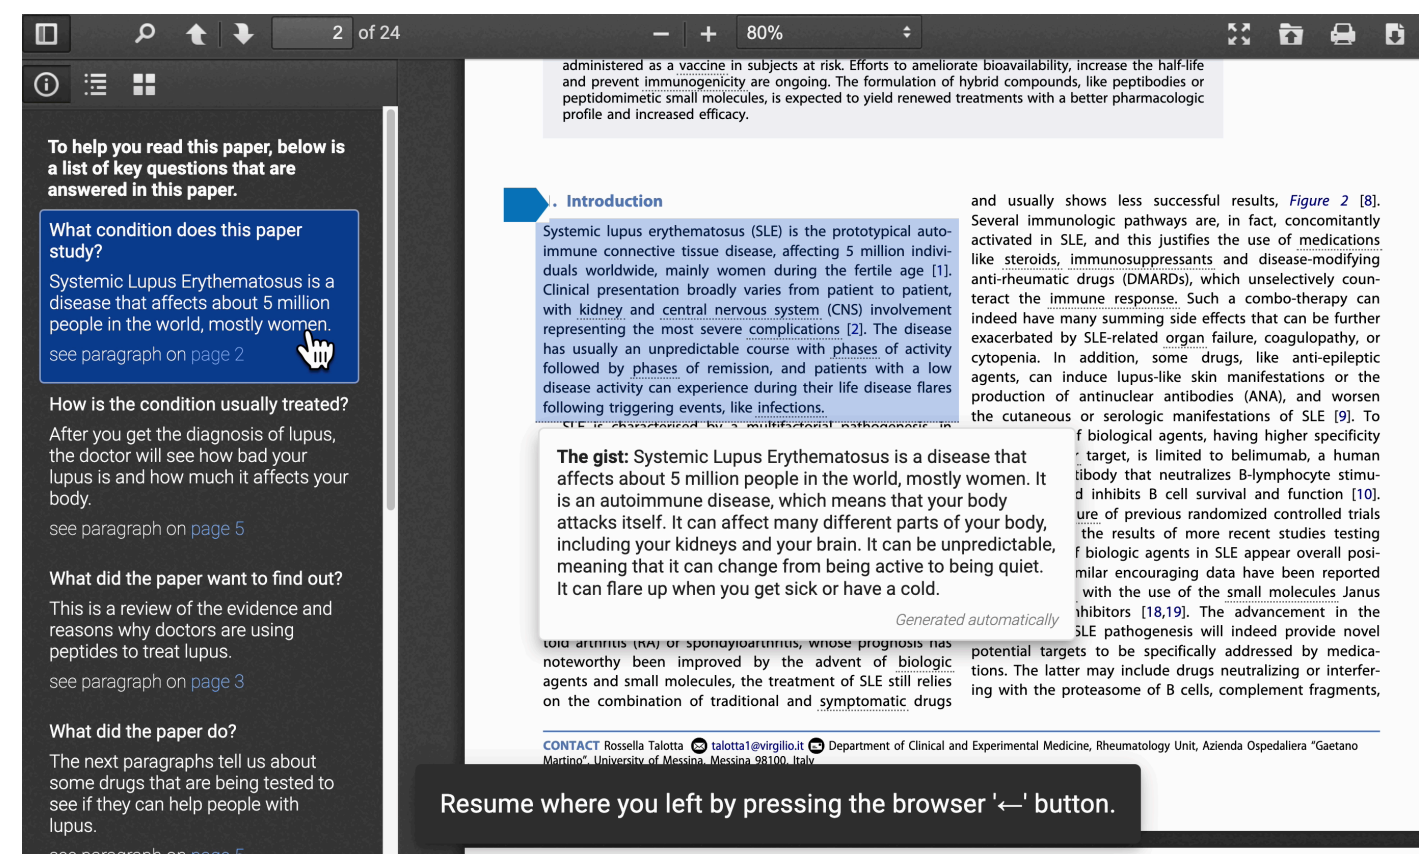 2 of 24
80%
To help you read this paper, below is
a list of key questions that are
answered in this paper.
What condition does this paper
study?
Systemic Lupus Erythematosus is a
disease that affects about 5 million
people in the world, mostly women.
see paragraph on page 2
How is the condition usually treated?
After you get the diagnosis of lupus,
the doctor will see how bad your
lupus is and how much it affects your
body.
see paragraph on page 5
What did the paper want to find out?
This is a review of the evidence and
reasons why doctors are using
peptides to treat lupus.
see paragraph on page 3
What did the paper do?
The next paragraphs tell us about
some drugs that are being tested to
see if they can help people with
lupus.
see paragraph on page 5
administered as a vaccine in subjects at risk. Efforts to ameliorate bioavailability, increase the half-life
and prevent immunogenicity are ongoing. The formulation of hybrid compounds, like peptibodies or
peptidomimetic small molecules, is expected to yield renewed treatments with a better pharmacologic
profile and increased efficacy.
. Introduction
Systemic lupus erythematosus (SLE) is the prototypical auto-
immune connective tissue disease, affecting 5 million indivi-
duals worldwide, mainly women during the fertile age [1].
Clinical presentation broadly varies from patient to patient,
with kidney and central nervous system (CNS) involvement
representing the most severe complications [2]. The disease
has usually an unpredictable course with phases of activity
followed by phases of remission, and patients with a low
disease activity can experience during their life disease flares
following triggering events, like infections.
SLE is characterised by a multifactorial pathogenesis. In
The gist: Systemic Lupus Erythematosus is a disease that
affects about 5 million people in the world, mostly women. It
is an autoimmune disease, which means that your body
attacks itself. It can affect many different parts of your body,
including your kidneys and your brain. It can be unpredictable,
meaning that it can change from being active to being quiet.
It can flare up when you get sick or have a cold.
Generated automatically
toid arthritis (RA) or spondyloarthritis, whose prognosis has
noteworthy been improved by the advent of biologic
agents and small molecules, the treatment of SLE still relies
on the combination of traditional and symptomatic drugs
and usually shows less successful results, Figure 2 [8].
Several immunologic pathways are, in fact, concomitantly
activated in SLE, and this justifies the use of medications
like steroids, immunosuppressants and disease-modifying
anti-rheumatic drugs (DMARDs), which unselectively coun-
teract the immune response. Such a combo-therapy can
indeed have many summing side effects that can be further
exacerbated by SLE-related organ failure, coagulopathy, or
cytopenia. In addition, some drugs, like anti-epileptic
agents, can induce lupus-like skin manifestations or the
production of antinuclear antibodies (ANA), and worsen
the cutaneous or serologic manifestations of SLE [9]. To
f biological agents, having higher specificity
target, is limited to belimumab, a human
tibody that neutralizes B-lymphocyte stimu-
d inhibits B cell survival and function [10].
ure of previous randomized controlled trials
the results of more recent studies testing
f biologic agents in SLE appear overall posi-
milar encouraging data have been reported
with the use of the small molecules Janus
hibitors [18,19]. The advancement in the
SLE pathogenesis will indeed provide novel
potential targets to be specifically addressed by medica-
tions. The latter may include drugs neutralizing or interfer-
ing with the proteasome of B cells, complement fragments,
CONTACT Rossella Talotta talotta1@virgilio.it Department of Clinical and Experimental Medicine, Rheumatology Unit, Azienda Ospedaliera “Gaetano
Martino”, University of Messina, Messina 98100, Italy
Resume where you left by pressing the browser '←' button.